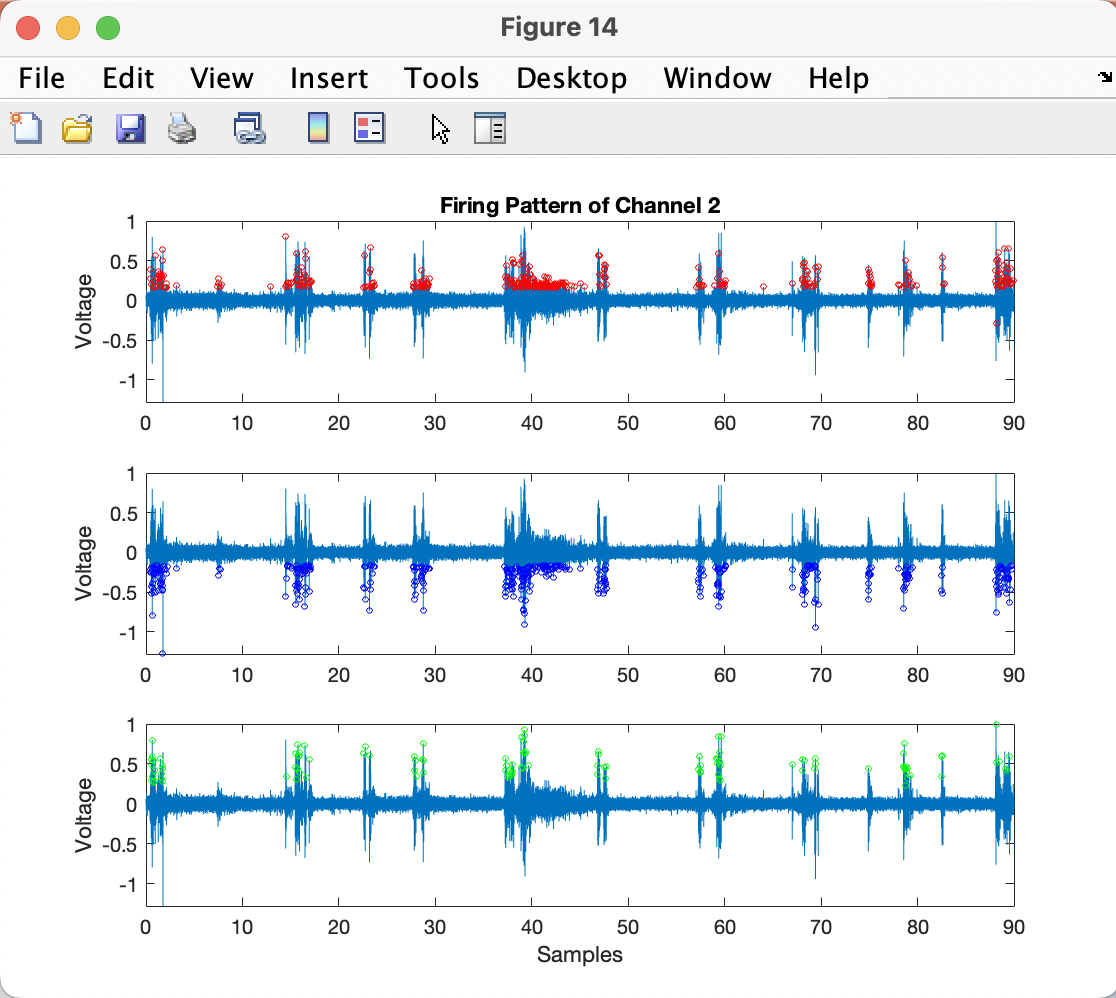 Figure 14
File Edit View Insert Tools Desktop Window Help
Firing Pattern of Channel 2
1
0.5
0
-0.5
-1
Voltage
0 10 20 30 40 50 60 70 80 90
1
0.5
0
-0.5
-1
Voltage
0 10 20 30 40 50 60 70 80 90
1
0.5
0
-0.5
-1
Voltage
0 10 20 30 40 50 60 70 80 90
Samples